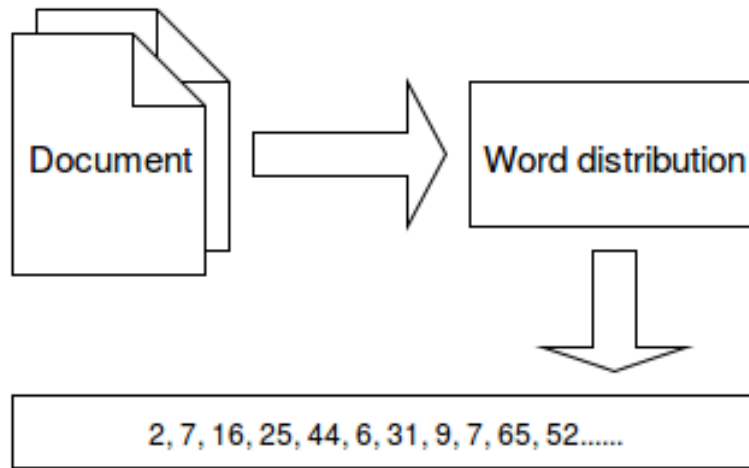 Document
Word distribution
2, 7, 16, 25, 44, 6, 31, 9, 7, 65, 52......